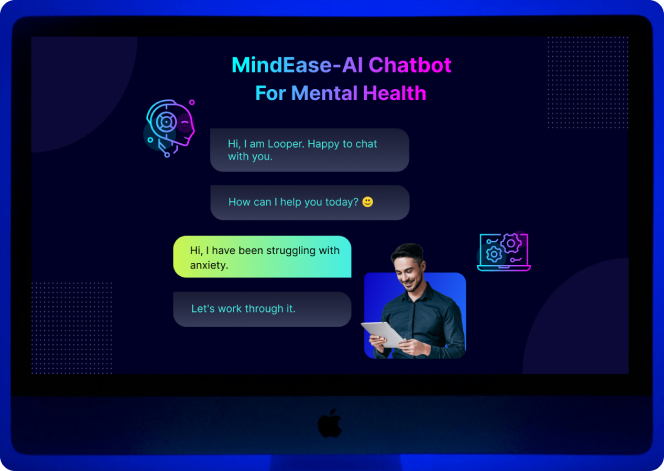 MindEase-AI Chatbot
For Mental Health
Hi, I am Looper. Happy to chat
with you.
How can I help you today? 🙂
Hi, I have been struggling with
anxiety.
Let's work through it.